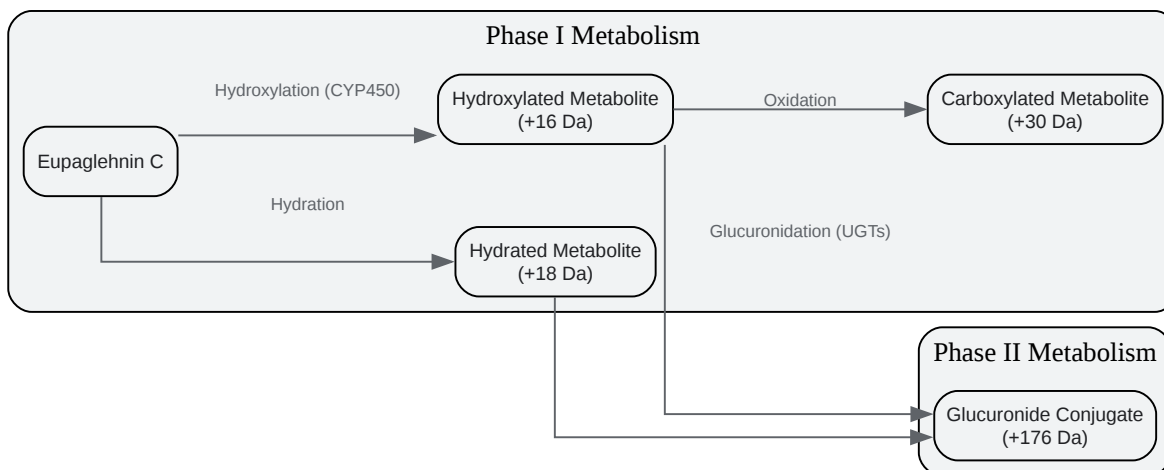 Phase I Metabolism
Hydroxylation (CYP450)
Hydroxylated Metabolite
(+16 Da)
Oxidation
Carboxylated Metabolite
(+30 Da)
Eupaglehnin C
Hydration
Hydrated Metabolite
(+18 Da)
Glucuronidation (UGTs)
Phase II Metabolism
Glucuronide Conjugate
(+176 Da)